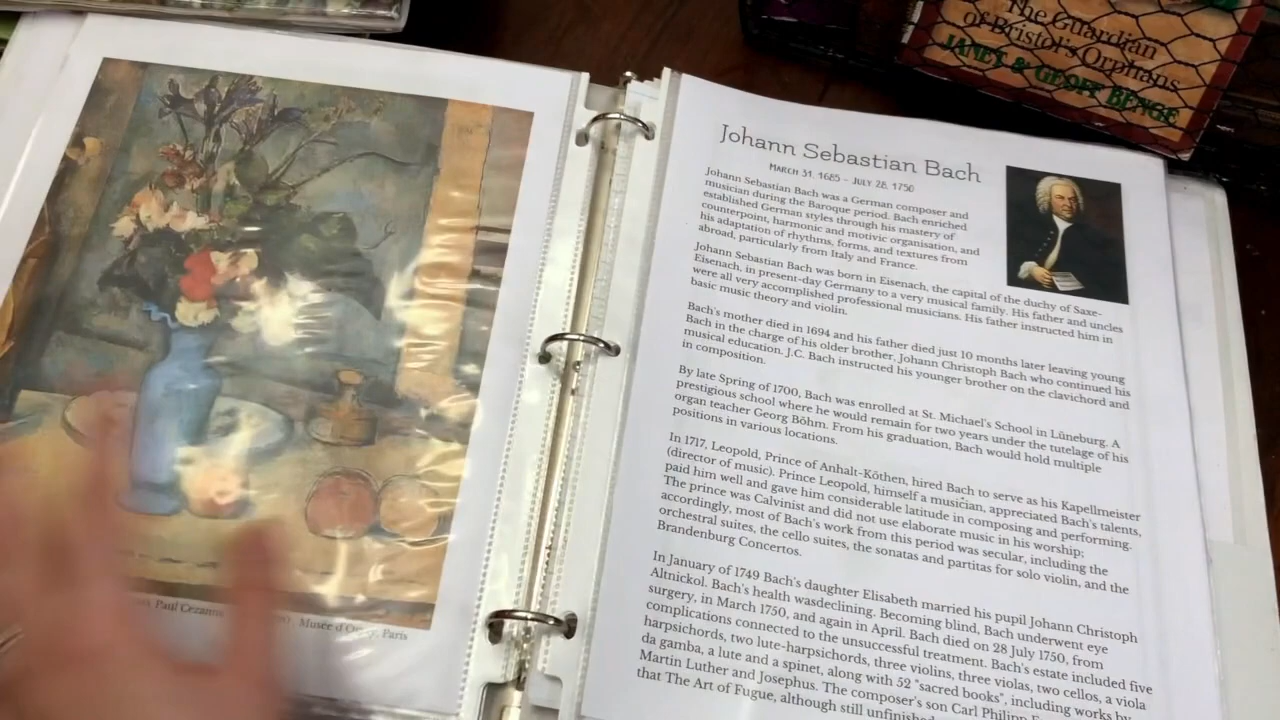 The Guardian
of Bristol's Orphans
JANET & GEOFF BENGE
Paul Cezanne
Musée d'Orsay, Paris
Johann Sebastian Bach
MARCH 31, 1685 - JULY 28, 1750
Johann Sebastian Bach was a German composer and
musician during the Baroque period. Bach enriched
established German styles through his mastery of
counterpoint, harmonic and motivic organisation, and
his adaptation of rhythms, forms, and textures from
abroad, particularly from Italy and France.
Johann Sebastian Bach was born in Eisenach, the capital of the duchy of Saxe-
Eisenach, in present-day Germany to a very musical family. His father and uncles
were all very accomplished professional musicians. His father instructed him in
basic music theory and violin.
Bach's mother died in 1694 and his father died just 10 months later leaving young
Bach in the charge of his older brother, Johann Christoph Bach who continued his
musical education. J.C. Bach instructed his younger brother on the clavichord and
in composition.
By late Spring of 1700, Bach was enrolled at St. Michael's School in Lüneburg. A
prestigious school where he would remain for two years under the tutelage of his
organ teacher Georg Böhm. From his graduation, Bach would hold multiple
positions in various locations.
In 1717, Leopold, Prince of Anhalt-Köthen, hired Bach to serve as his Kapellmeister
(director of music). Prince Leopold, himself a musician, appreciated Bach's talents,
paid him well and gave him considerable latitude in composing and performing.
The prince was Calvinist and did not use elaborate music in his worship;
accordingly, most of Bach's work from this period was secular, including the
orchestral suites, the cello suites, the sonatas and partitas for solo violin, and the
Brandenburg Concertos.
In January of 1749 Bach's daughter Elisabeth married his pupil Johann Christoph
Altnickol. Bach's health wasdeclining. Becoming blind, Bach underwent eye
surgery, in March 1750, and again in April. Bach died on 28 July 1750, from
complications connected to the unsuccessful treatment. Bach's estate included five
harpsichords, two lute-harpsichords, three violins, three violas, two cellos, a viola
da gamba, a lute and a spinet, along with 52 "sacred books", including works by
Martin Luther and Josephus. The composer's son Carl Philipp
that The Art of Fugue, although still unfinished